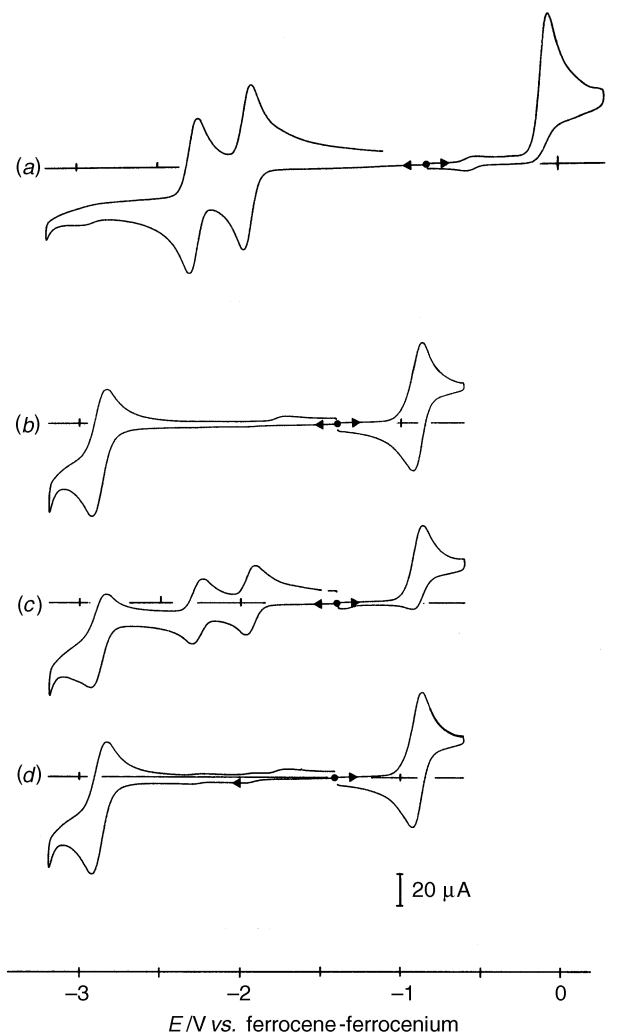 (a)
(b)
(c)
(d)
20 μA
−3 −2 −1 0
E/V vs. ferrocene-ferrocenium